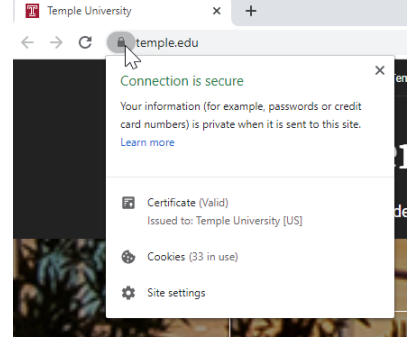 Temple University
temple.edu
Connection is secure
Your information (for example, passwords or credit
card numbers) is private when it is sent to this site.
Learn more
Certificate (Valid)
Issued to: Temple University [US]
Cookies (33 in use)
Site settings